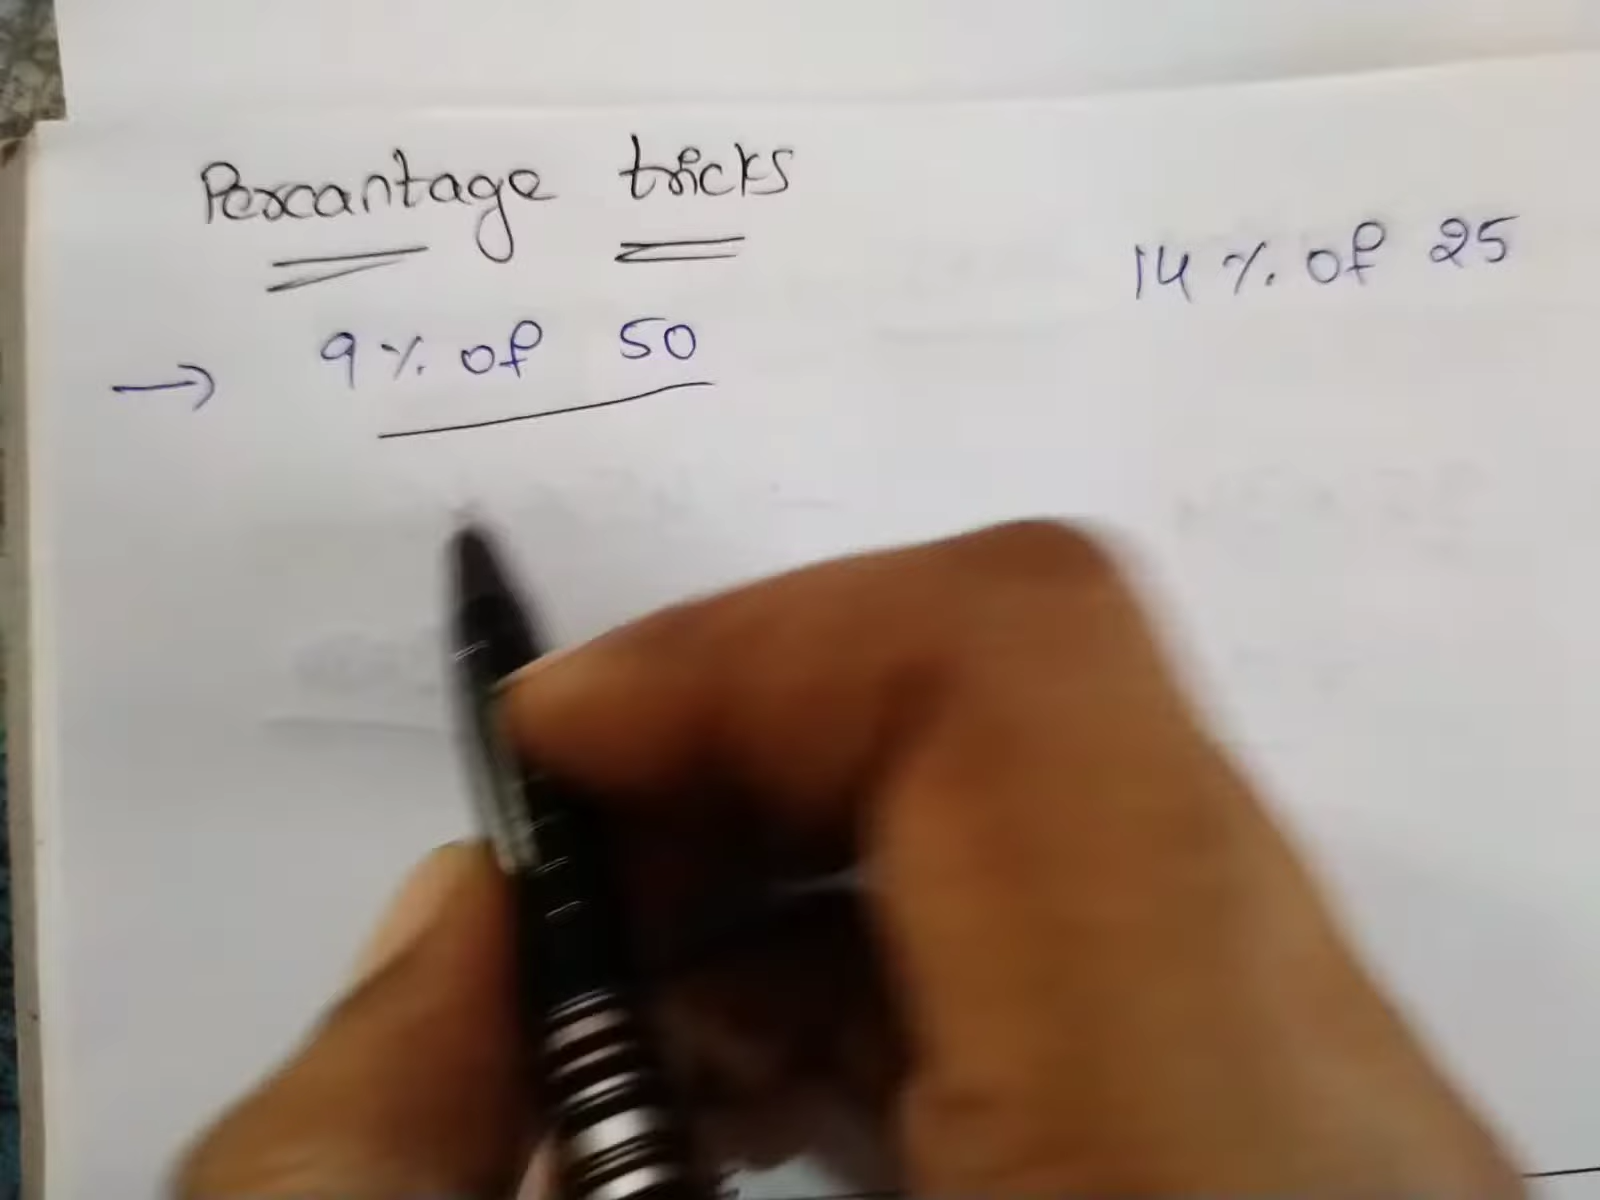 Percantage tricks
14 % of 25
→ 9 % of 50